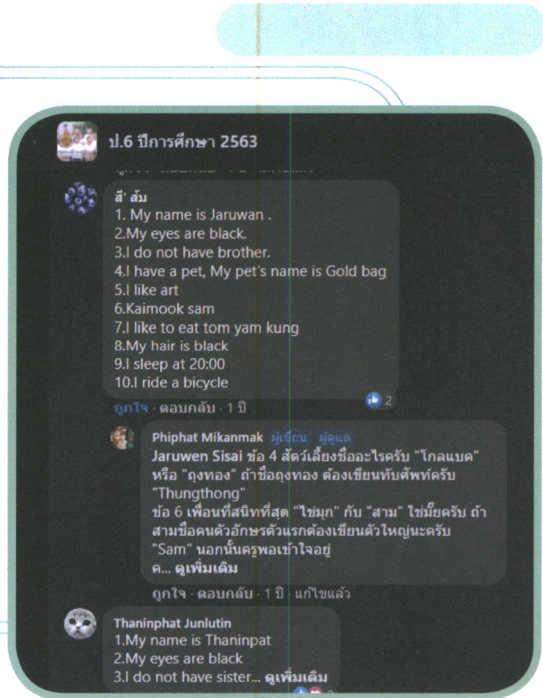 ป.6 ปีการศึกษา 2563
สี' ส้ม
1. My name is Jaruwan .
2.My eyes are black.
3.I do not have brother.
4.I have a pet, My pet's name is Gold bag
5.I like art
6.Kaimook sam
7.I like to eat tom yam kung
8.My hair is black
9.I sleep at 20:00
10.I ride a bicycle
2
ถูกใจ · ตอบกลับ · 1 ปี
Phiphat Mikanmak ผู้เขียน ผู้ดูแล
Jaruwen Sisai ข้อ 4 สัตว์เลี้ยงชื่ออะไรครับ "โกลแบค"
หรือ "ถุงทอง" ถ้าชื่อถุงทอง ต้องเขียนทับศัพท์ครับ
"Thungthong"
ข้อ 6 เพื่อนที่สนิทที่สุด "ไข่มุก" กับ "สาม" ใช่มั๊ยครับ ถ้า
สามชื่อคนตัวอักษรตัวแรกต้องเขียนตัวใหญ่นะครับ
"Sam" นอกนั้นครูพอเข้าใจอยู่
ค... ดูเพิ่มเติม
ถูกใจ · ตอบกลับ · 1 ปี · แก้ไขแล้ว
Thaninphat Junlutin
1.My name is Thaninpat
2.My eyes are black
3.I do not have sister... ดูเพิ่มเติม